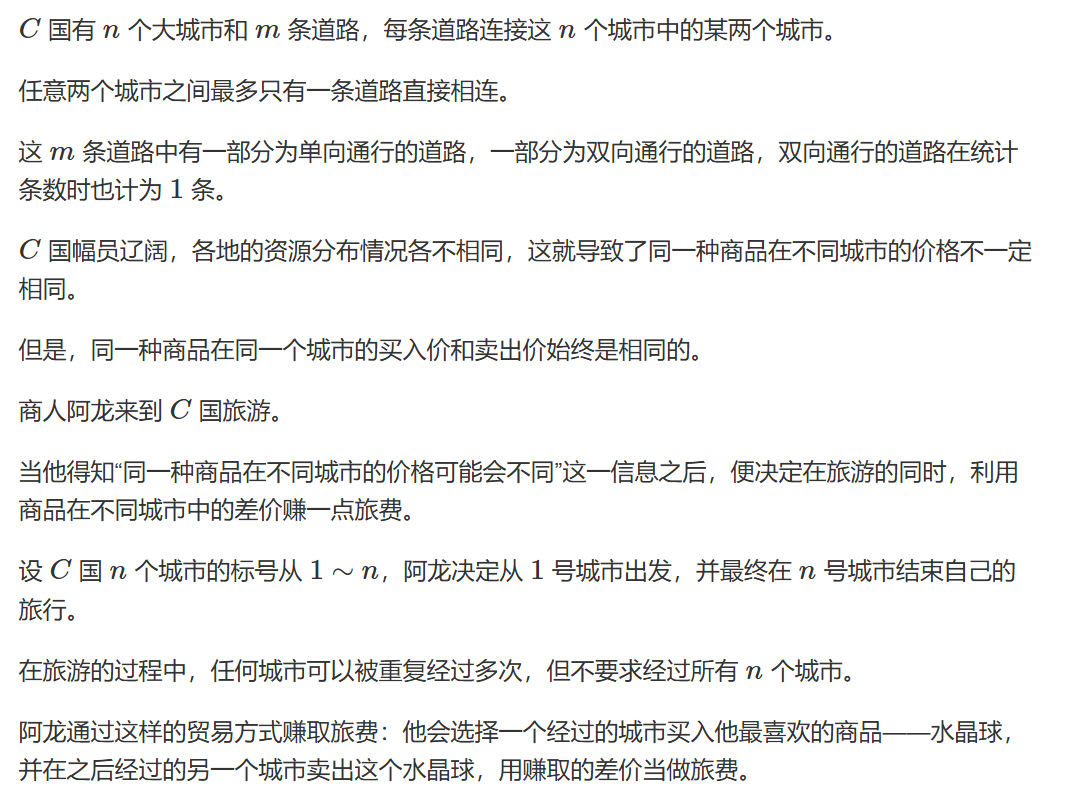 C 国有 n 个大城市和 m 条道路，每条道路连接这 n 个城市中的某两个城市。
任意两个城市之间最多只有一条道路直接相连。
这 m 条道路中有一部分为单向通行的道路，一部分为双向通行的道路，双向通行的道路在统计
条数时也计为 1 条。
C 国幅员辽阔，各地的资源分布情况各不相同，这就导致了同一种商品在不同城市的价格不一定
相同。
但是，同一种商品在同一个城市的买入价和卖出价始终是相同的。
商人阿龙来到 C 国旅游。
当他得知“同一种商品在不同城市的价格可能会不同”这一信息之后，便决定在旅游的同时，利用
商品在不同城市中的差价赚一点旅费。
设 C 国 n 个城市的标号从 1 ∼ n，阿龙决定从 1 号城市出发，并最终在 n 号城市结束自己的
旅行。
在旅游的过程中，任何城市可以被重复经过多次，但不要求经过所有 n 个城市。
阿龙通过这样的贸易方式赚取旅费：他会选择一个经过的城市买入他最喜欢的商品——水晶球，
并在之后经过的另一个城市卖出这个水晶球，用赚取的差价当做旅费。